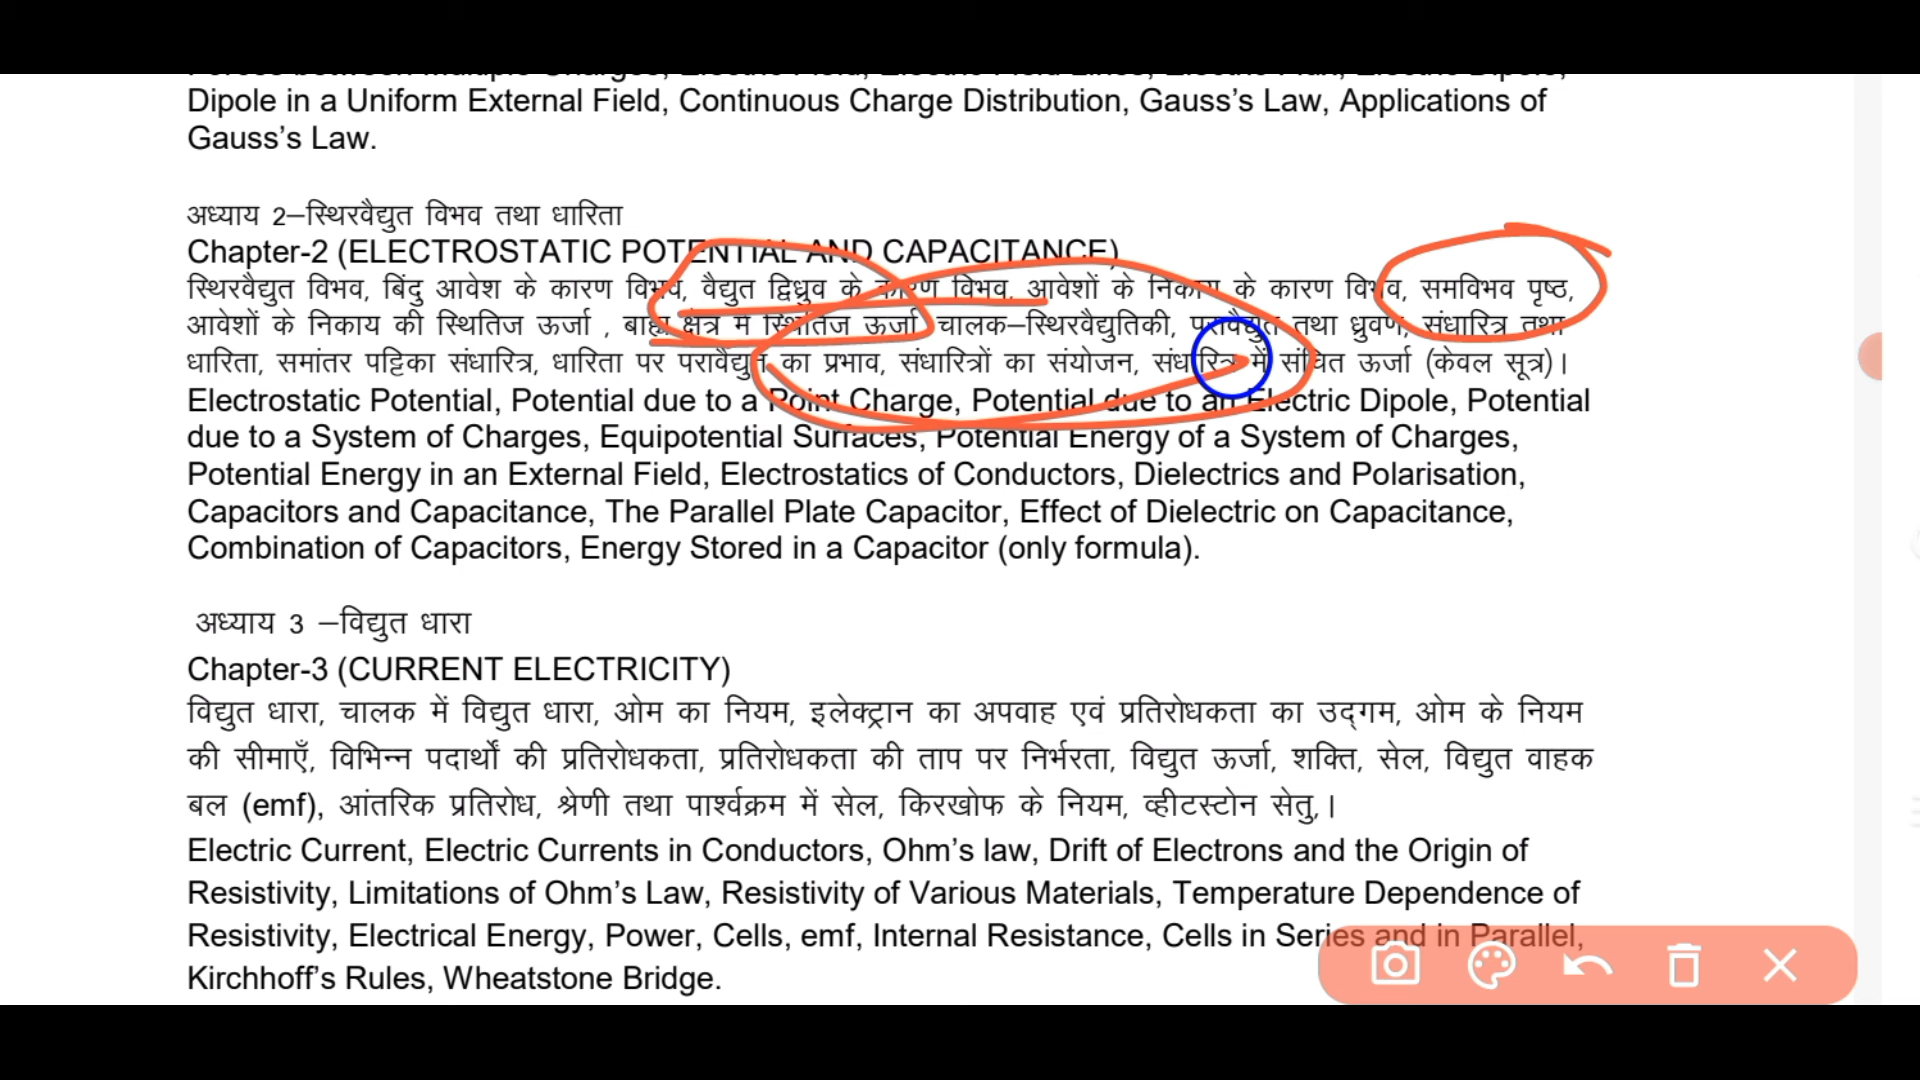 Dipole in a Uniform External Field, Continuous Charge Distribution, Gauss’s Law, Applications of
Gauss’s Law.
अध्याय 2–स्थिरवैद्युत विभव तथा धारिता
Chapter-2 (ELECTROSTATIC POTENTIAL AND CAPACITANCE)
स्थिरवैद्युत विभव, बिंदु आवेश के कारण विभव, वैद्युत द्विध्रुव के कारण विभव, आवेशों के निकाय के कारण विभव, समविभव पृष्ठ,
आवेशों के निकाय की स्थितिज ऊर्जा , बाह्य क्षेत्र में स्थितिज ऊर्जा चालक–स्थिरवैद्युतिकी, परावैद्युत तथा ध्रुवण, संधारित्र तथा
धारिता, समांतर पट्टिका संधारित्र, धारिता पर परावैद्युत का प्रभाव, संधारित्रों का संयोजन, संधारित्र में संचित ऊर्जा (केवल सूत्र)।
Electrostatic Potential, Potential due to a Point Charge, Potential due to an Electric Dipole, Potential
due to a System of Charges, Equipotential Surfaces, Potential Energy of a System of Charges,
Potential Energy in an External Field, Electrostatics of Conductors, Dielectrics and Polarisation,
Capacitors and Capacitance, The Parallel Plate Capacitor, Effect of Dielectric on Capacitance,
Combination of Capacitors, Energy Stored in a Capacitor (only formula).
अध्याय 3 –विद्युत धारा
Chapter-3 (CURRENT ELECTRICITY)
विद्युत धारा, चालक में विद्युत धारा, ओम का नियम, इलेक्ट्रान का अपवाह एवं प्रतिरोधकता का उद्गम, ओम के नियम
की सीमाएँ, विभिन्न पदार्थों की प्रतिरोधकता, प्रतिरोधकता की ताप पर निर्भरता, विद्युत ऊर्जा, शक्ति, सेल, विद्युत वाहक
बल (emf), आंतरिक प्रतिरोध, श्रेणी तथा पार्श्वक्रम में सेल, किरखोफ के नियम, व्हीटस्टोन सेतु,।
Electric Current, Electric Currents in Conductors, Ohm’s law, Drift of Electrons and the Origin of
Resistivity, Limitations of Ohm’s Law, Resistivity of Various Materials, Temperature Dependence of
Resistivity, Electrical Energy, Power, Cells, emf, Internal Resistance, Cells in Series and in Parallel,
Kirchhoff’s Rules, Wheatstone Bridge.